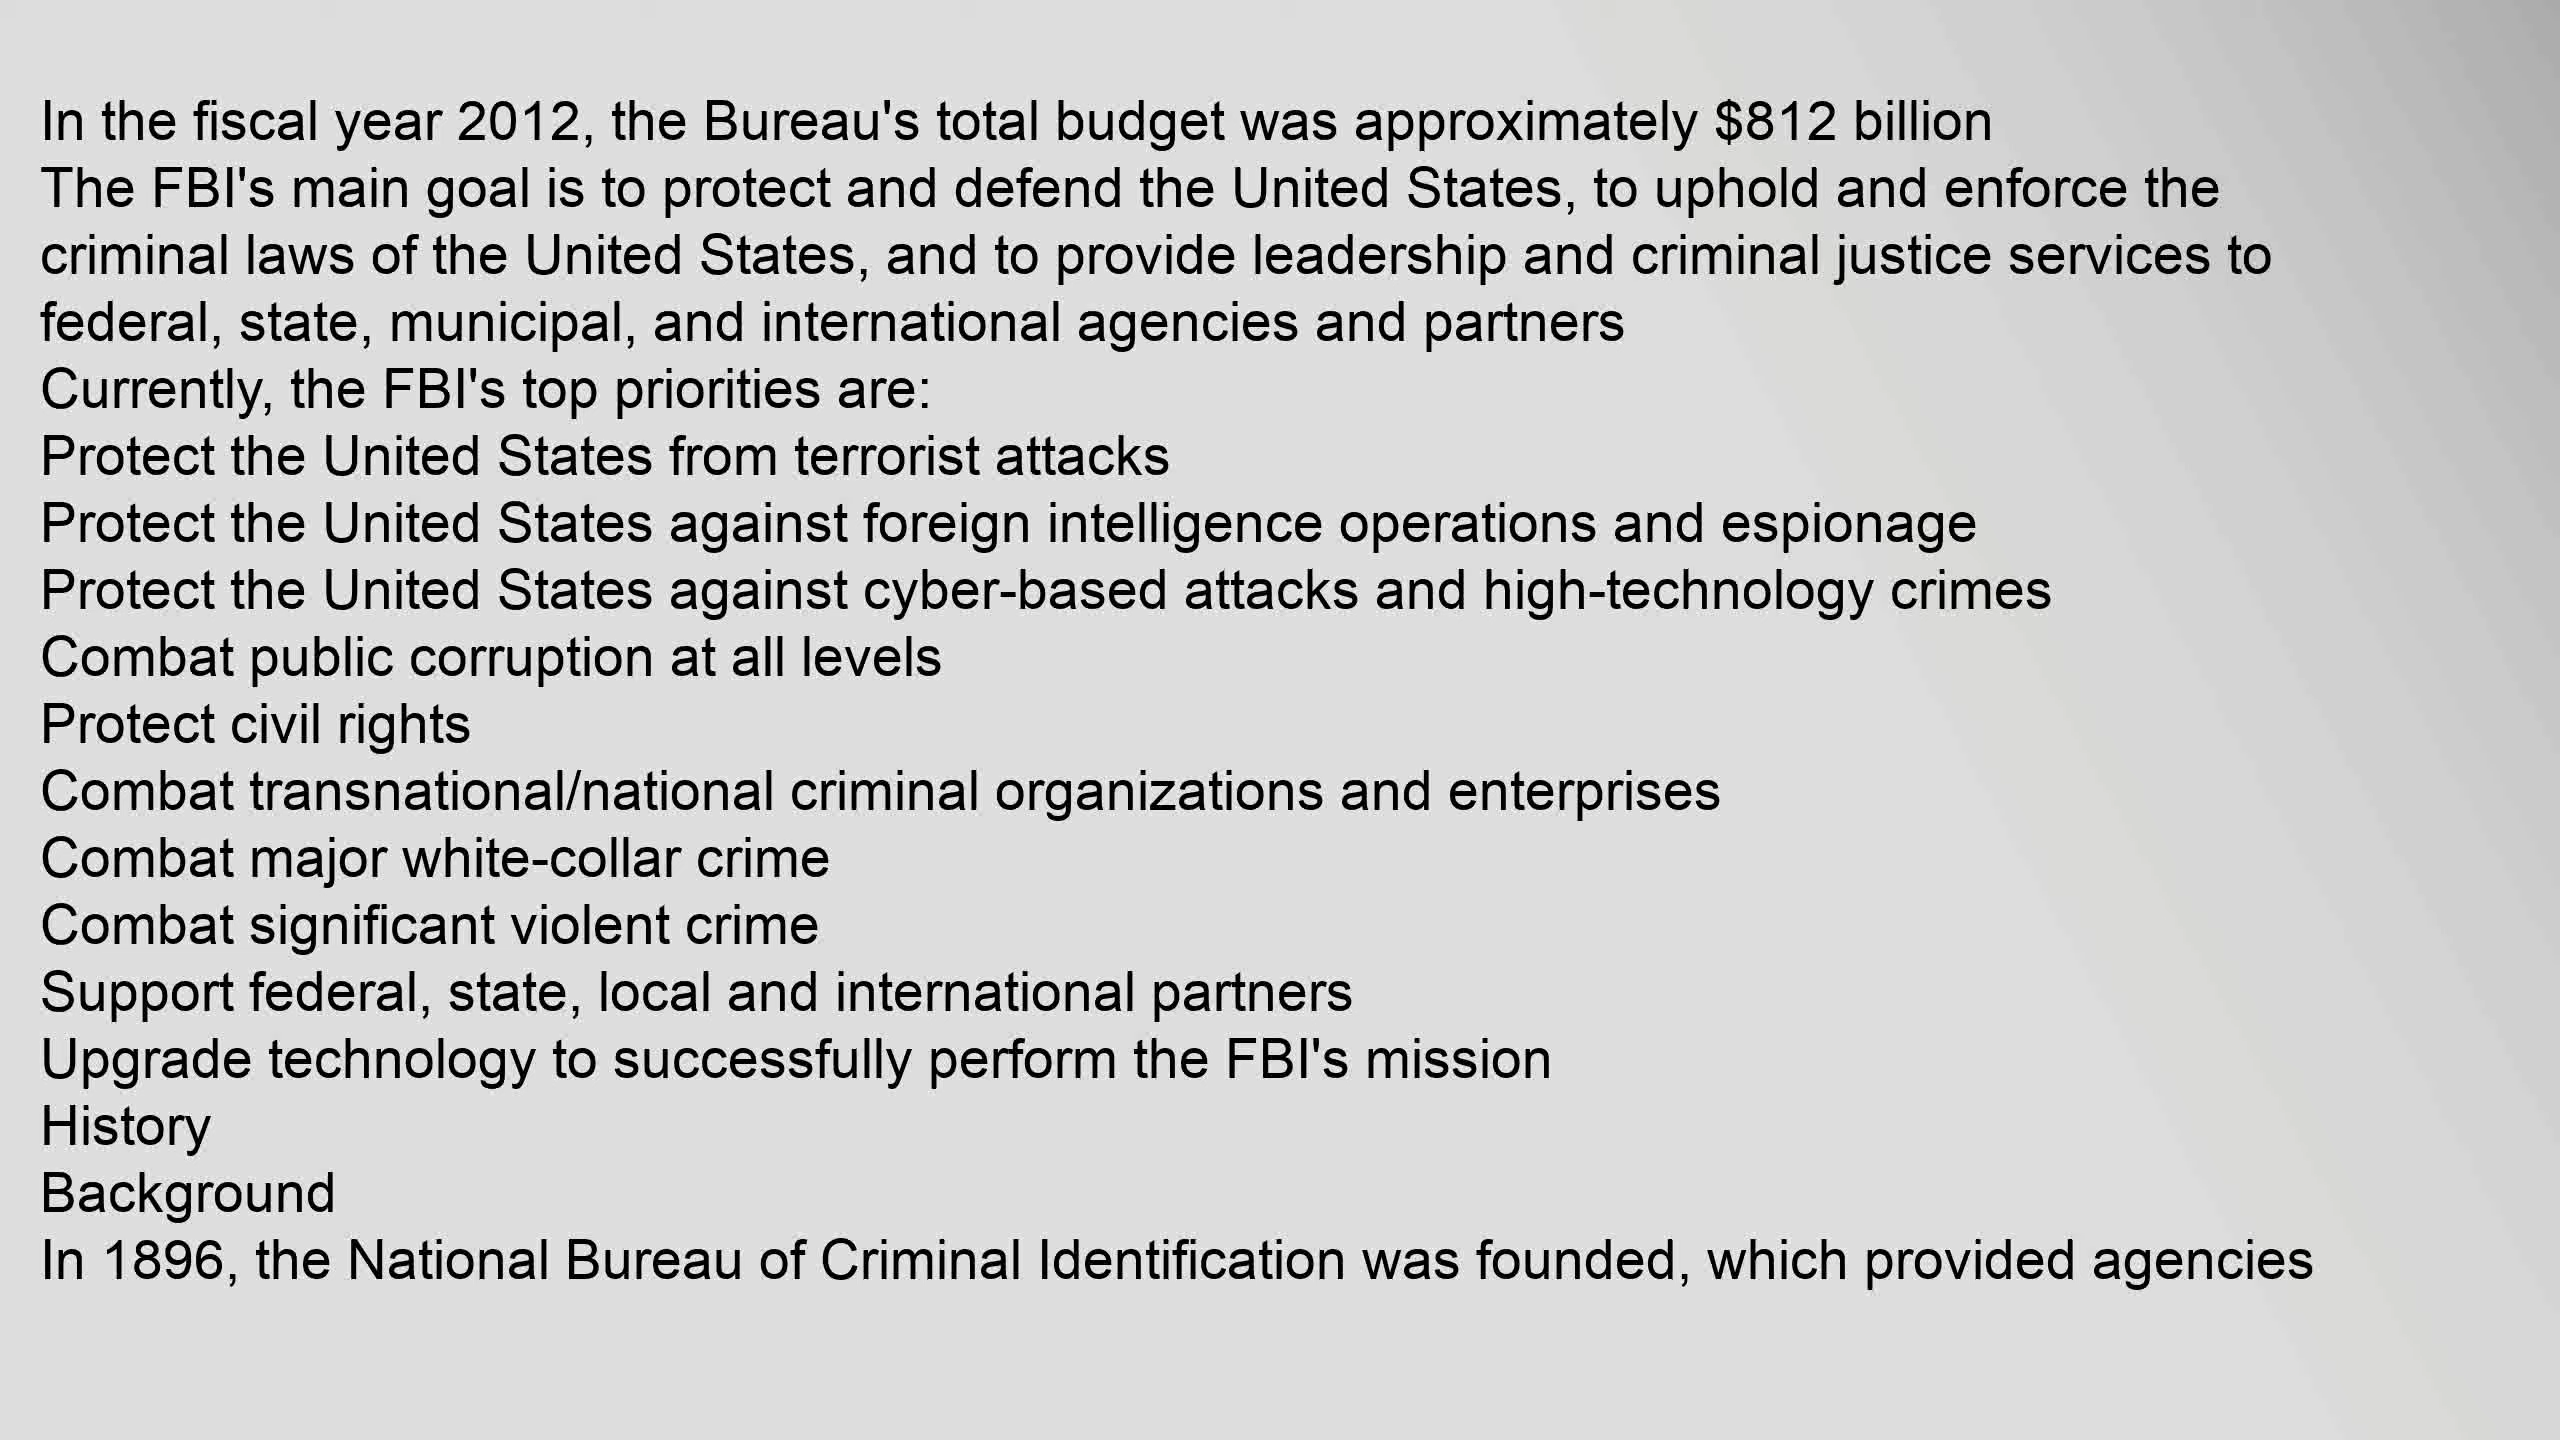 In the fiscal year 2012, the Bureau's total budget was approximately $812 billion
The FBI's main goal is to protect and defend the United States, to uphold and enforce the
criminal laws of the United States, and to provide leadership and criminal justice services to
federal, state, municipal, and international agencies and partners
Currently, the FBI's top priorities are:
Protect the United States from terrorist attacks
Protect the United States against foreign intelligence operations and espionage
Protect the United States against cyber-based attacks and high-technology crimes
Combat public corruption at all levels
Protect civil rights
Combat transnational/national criminal organizations and enterprises
Combat major white-collar crime
Combat significant violent crime
Support federal, state, local and international partners
Upgrade technology to successfully perform the FBI's mission
History
Background
In 1896, the National Bureau of Criminal Identification was founded, which provided agencies